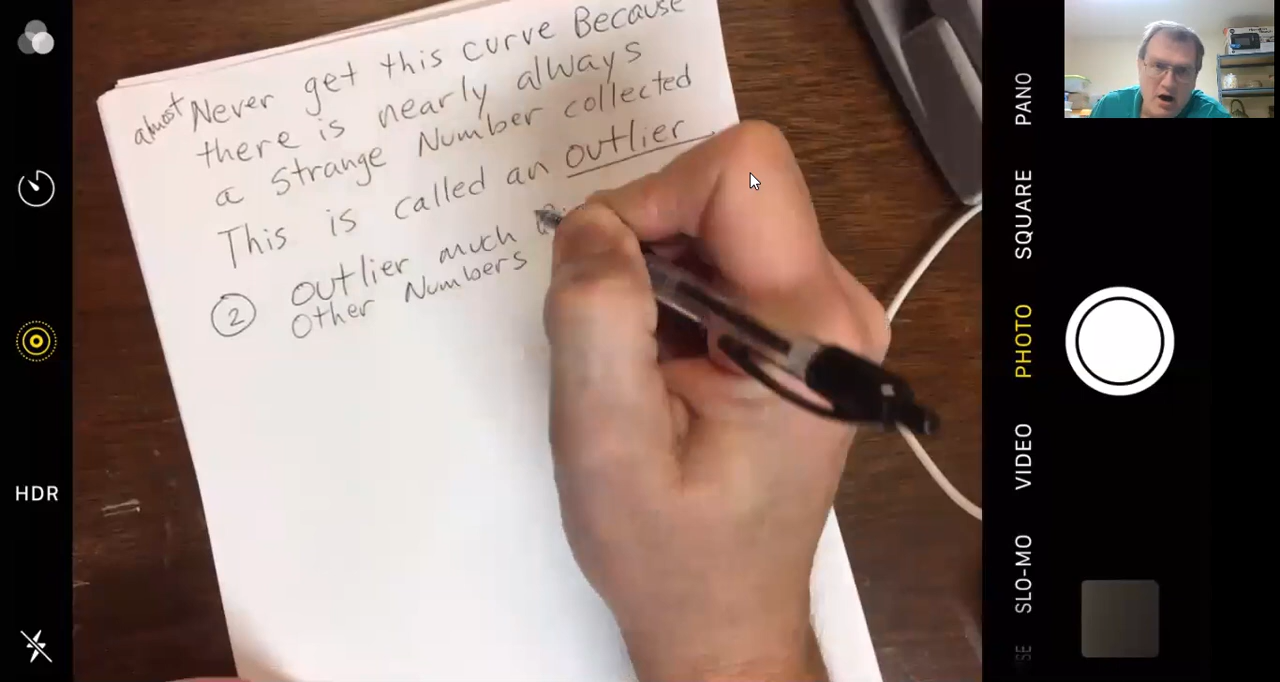 almost Never get this curve Because
there is nearly always
a strange Number collected
This is called an outlier
② outlier much
Other Numbers
HDR
PANO
SQUARE
PHOTO
VIDEO
SLO-MO
SE